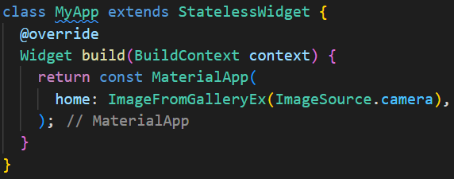 class MyApp extends StatelessWidget {
  @override
  Widget build(BuildContext context) {
    return const MaterialApp(
      home: ImageFromGalleryEx(ImageSource.camera),
    ); // MaterialApp
  }
}